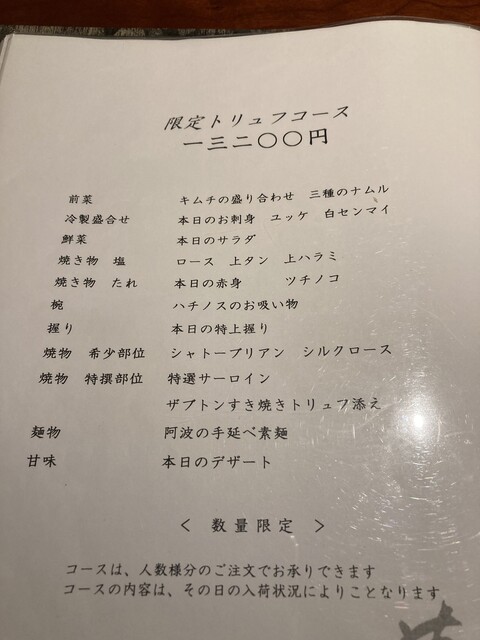 限定トリュフコース
一三二〇〇円
前菜 キムチの盛り合わせ 三種のナムル
冷製盛合せ 本日のお刺身 ユッケ 白センマイ
鮮菜 本日のサラダ
焼き物 塩 ロース 上タン 上ハラミ
焼き物 たれ 本日の赤身 ツチノコ
椀 ハチノスのお吸い物
握り 本日の特上握り
焼物 希少部位 シャトーブリアン シルクロース
焼物 特撰部位 特選サーロイン
ザブトンすき焼きトリュフ添え
麺物 阿波の手延べ素麺
甘味 本日のデザート
＜ 数量限定 ＞
コースは、人数様分のご注文でお承りできます
コースの内容は、その日の入荷状況によりことなります